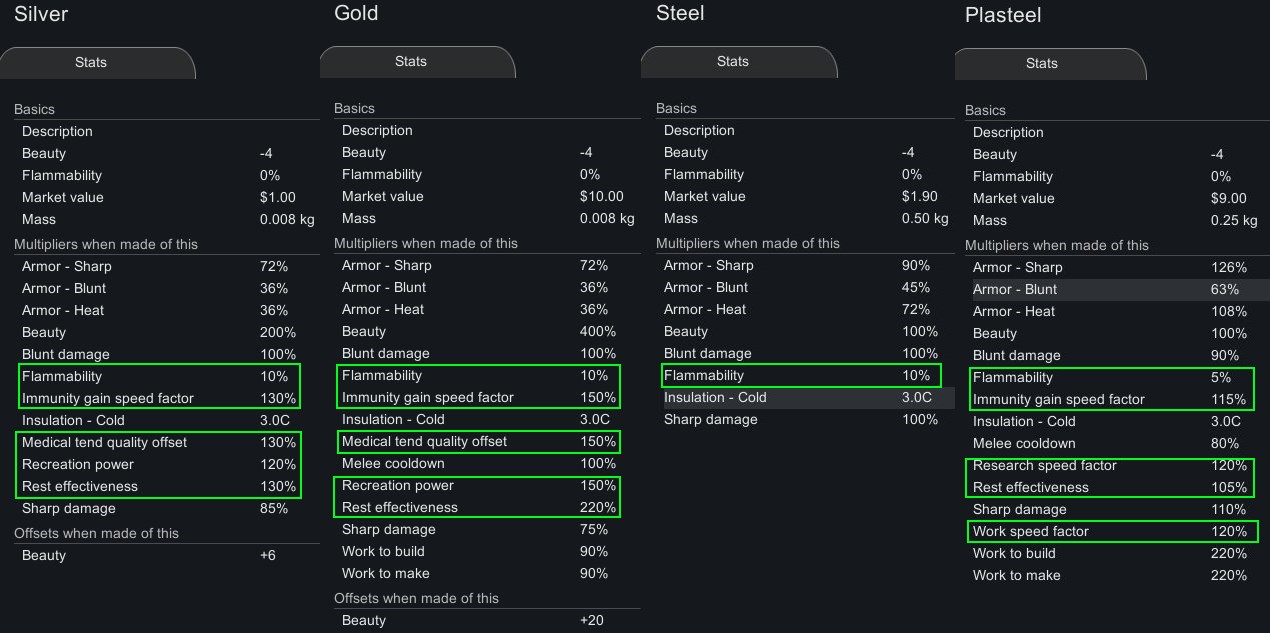 Silver
Stats
Basics
Description
Beauty -4
Flammability 0%
Market value $1.00
Mass 0.008 kg
Multipliers when made of this
Armor - Sharp 72%
Armor - Blunt 36%
Armor - Heat 36%
Beauty 200%
Blunt damage 100%
Flammability 10%
Immunity gain speed factor 130%
Insulation - Cold 3.0C
Medical tend quality offset 130%
Recreation power 120%
Rest effectiveness 130%
Sharp damage 85%
Offsets when made of this
Beauty +6
Gold
Stats
Basics
Description
Beauty -4
Flammability 0%
Market value $10.00
Mass 0.008 kg
Multipliers when made of this
Armor - Sharp 72%
Armor - Blunt 36%
Armor - Heat 36%
Beauty 400%
Blunt damage 100%
Flammability 10%
Immunity gain speed factor 150%
Insulation - Cold 3.0C
Medical tend quality offset 150%
Melee cooldown 100%
Recreation power 150%
Rest effectiveness 220%
Sharp damage 75%
Work to build 90%
Work to make 90%
Offsets when made of this
Beauty +20
Steel
Stats
Basics
Description
Beauty -4
Flammability 0%
Market value $1.90
Mass 0.50 kg
Multipliers when made of this
Armor - Sharp 90%
Armor - Blunt 45%
Armor - Heat 72%
Beauty 100%
Blunt damage 100%
Flammability 10%
Insulation - Cold 3.0C
Sharp damage 100%
Plasteel
Stats
Basics
Description
Beauty -4
Flammability 0%
Market value $9.00
Mass 0.25 kg
Multipliers when made of this
Armor - Sharp 126%
Armor - Blunt 63%
Armor - Heat 108%
Beauty 100%
Blunt damage 90%
Flammability 5%
Immunity gain speed factor 115%
Insulation - Cold 3.0C
Melee cooldown 80%
Research speed factor 120%
Rest effectiveness 105%
Sharp damage 110%
Work speed factor 120%
Work to build 220%
Work to make 220%